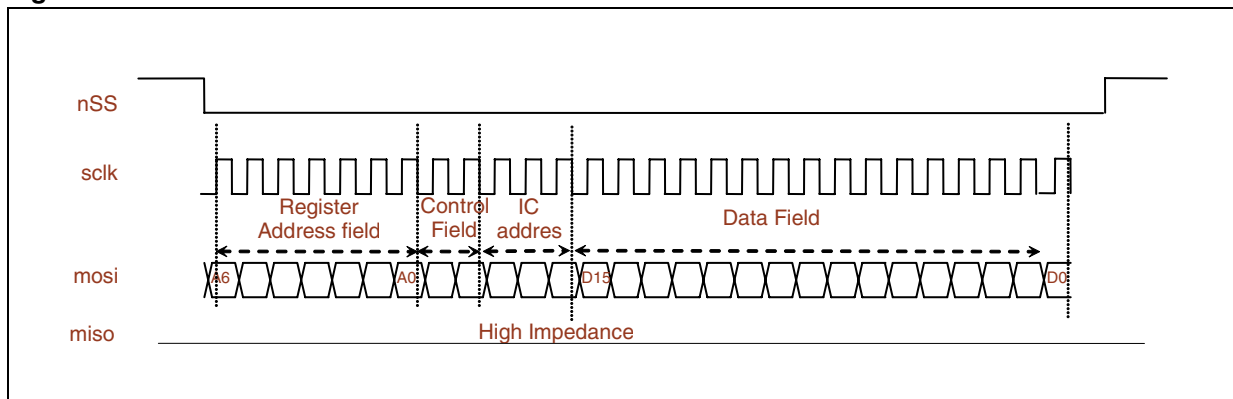 nSS
sclk
Register
Address field
Control
Field
IC
addres
Data Field
mosi
A6
A0
D15
D0
miso
High Impedance